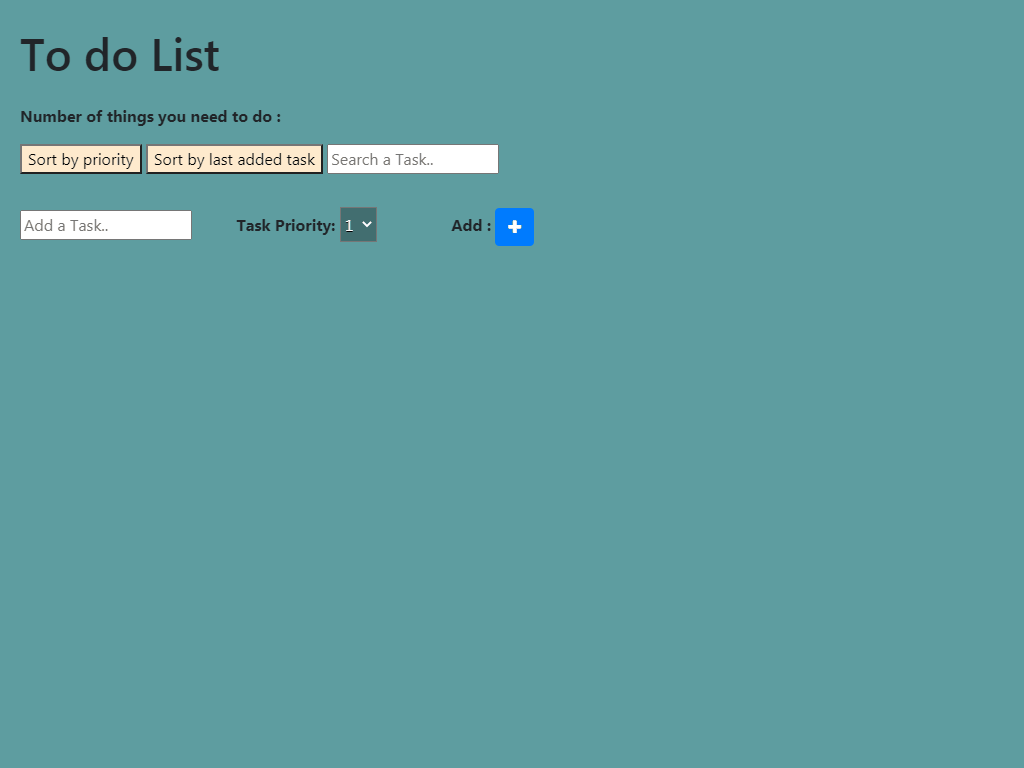 To do List
Number of things you need to do :
Sort by priority Sort by last added task Search a Task..
Add a Task.. Task Priority: 1 Add :